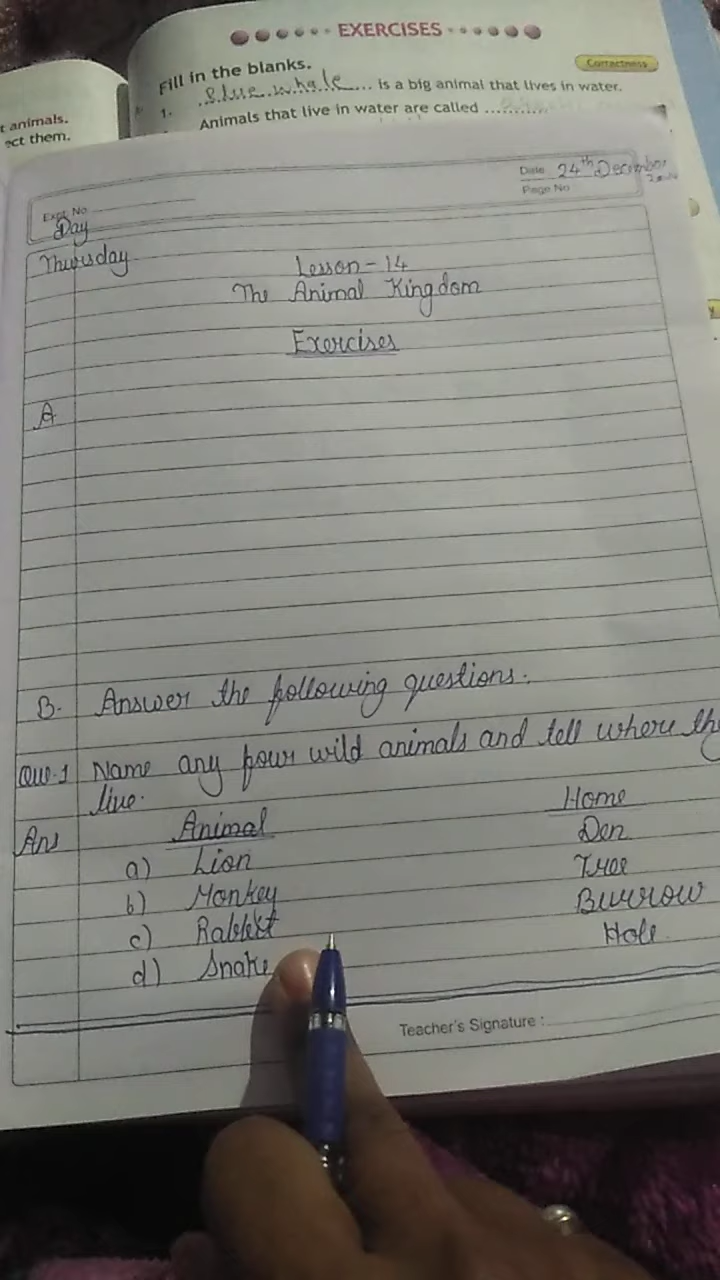 EXERCISES
Correctness
Fill in the blanks.
1. Blue whale ... is a big animal that lives in water.
Animals that live in water are called ...........
t animals.
ect them.
Date 24th December
Page No
Expt. No.
Day
Thursday
Lesson - 14
The Animal Kingdom
Exercises
A
B. Answer the following questions.
Que.1 Name any four wild animals and tell where the
live.
Ans Animal Home
a) Lion Den
b) Monkey Tree
c) Rabbit Burrow
d) Snake Hole
Teacher's Signature :